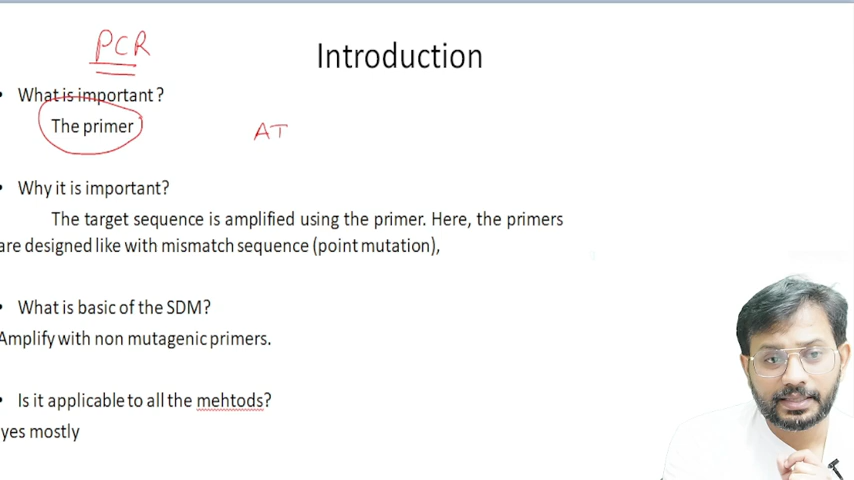 PCR
Introduction
• What is important ?
The primer
AT
• Why it is important?
The target sequence is amplified using the primer. Here, the primers
are designed like with mismatch sequence (point mutation),
• What is basic of the SDM?
Amplify with non mutagenic primers.
• Is it applicable to all the mehtods?
yes mostly